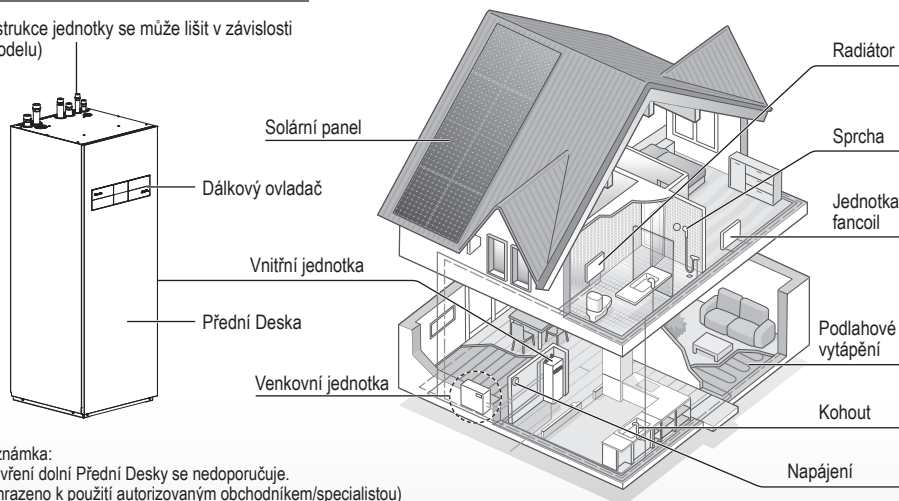 strukce jednotky se může lišit v závislosti
odelu)
Solární panel
Dálkový ovladač
Vnitřní jednotka
Přední Deska
Venkovní jednotka
Radiátor
Sprcha
Jednotka
fancoil
Podlahové
vytápění
Kohout
Napájení
známka:
vření dolní Přední Desky se nedoporučuje.
hrazeno k použití autorizovaným obchodníkem/specialistou)